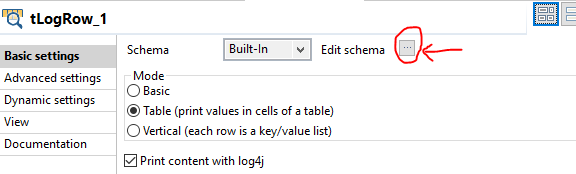 tLogRow_1
Basic settings
Advanced settings
Dynamic settings
View
Documentation
Schema Built-In Edit schema ...
Mode
Basic
Table (print values in cells of a table)
Vertical (each row is a key/value list)
Print content with log4j